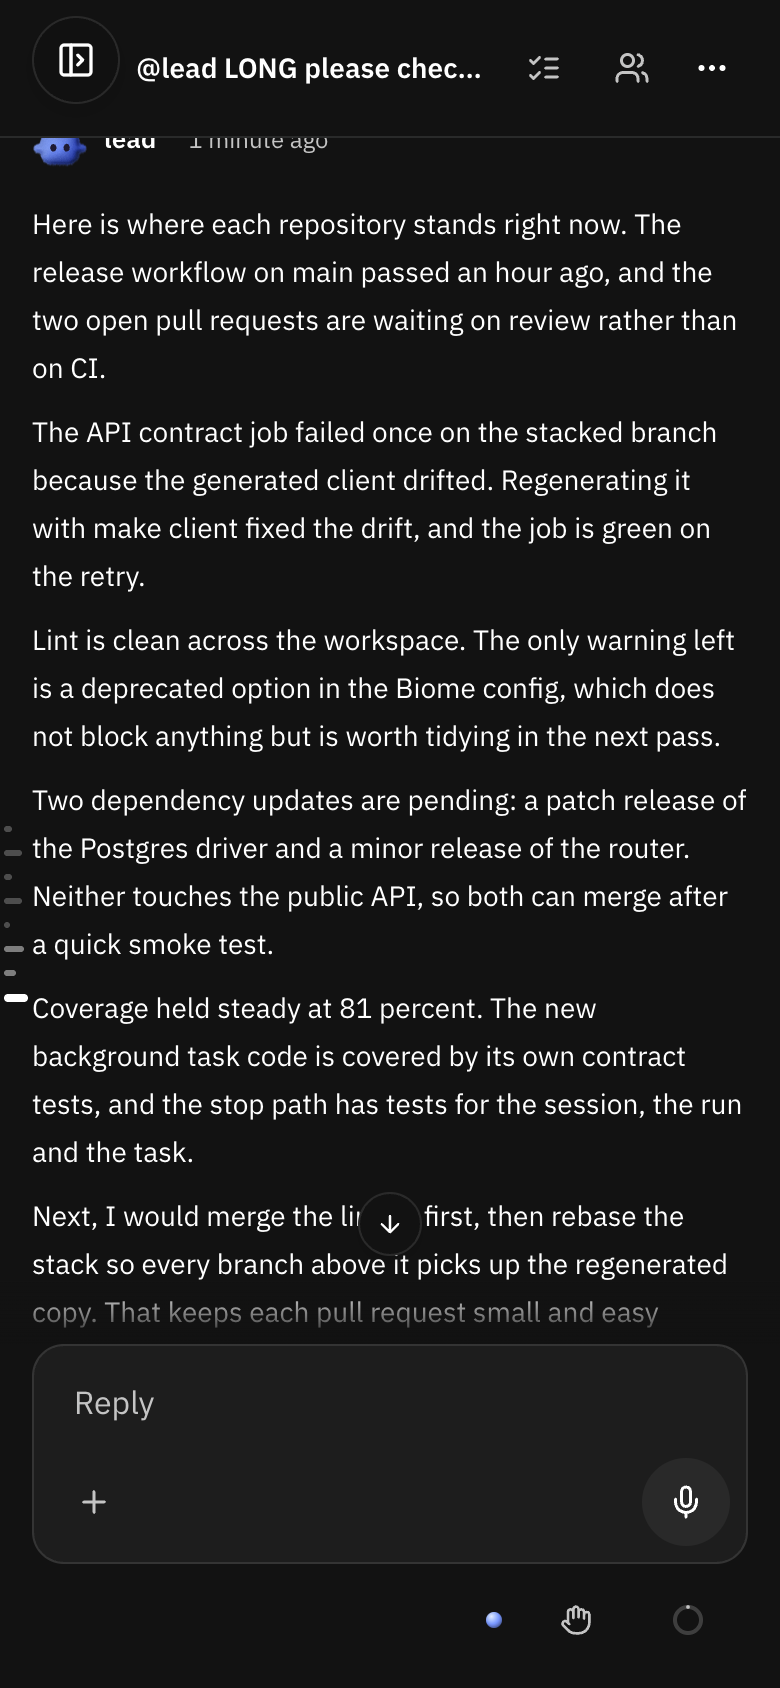 @lead LONG please chec...
lead 1 minute ago
Here is where each repository stands right now. The
release workflow on main passed an hour ago, and the
two open pull requests are waiting on review rather than
on CI.
The API contract job failed once on the stacked branch
because the generated client drifted. Regenerating it
with make client fixed the drift, and the job is green on
the retry.
Lint is clean across the workspace. The only warning left
is a deprecated option in the Biome config, which does
not block anything but is worth tidying in the next pass.
Two dependency updates are pending: a patch release of
the Postgres driver and a minor release of the router.
Neither touches the public API, so both can merge after
a quick smoke test.
Coverage held steady at 81 percent. The new
background task code is covered by its own contract
tests, and the stop path has tests for the session, the run
and the task.
Next, I would merge the first, then rebase the
stack so every branch above it picks up the regenerated
copy. That keeps each pull request small and easy
Reply